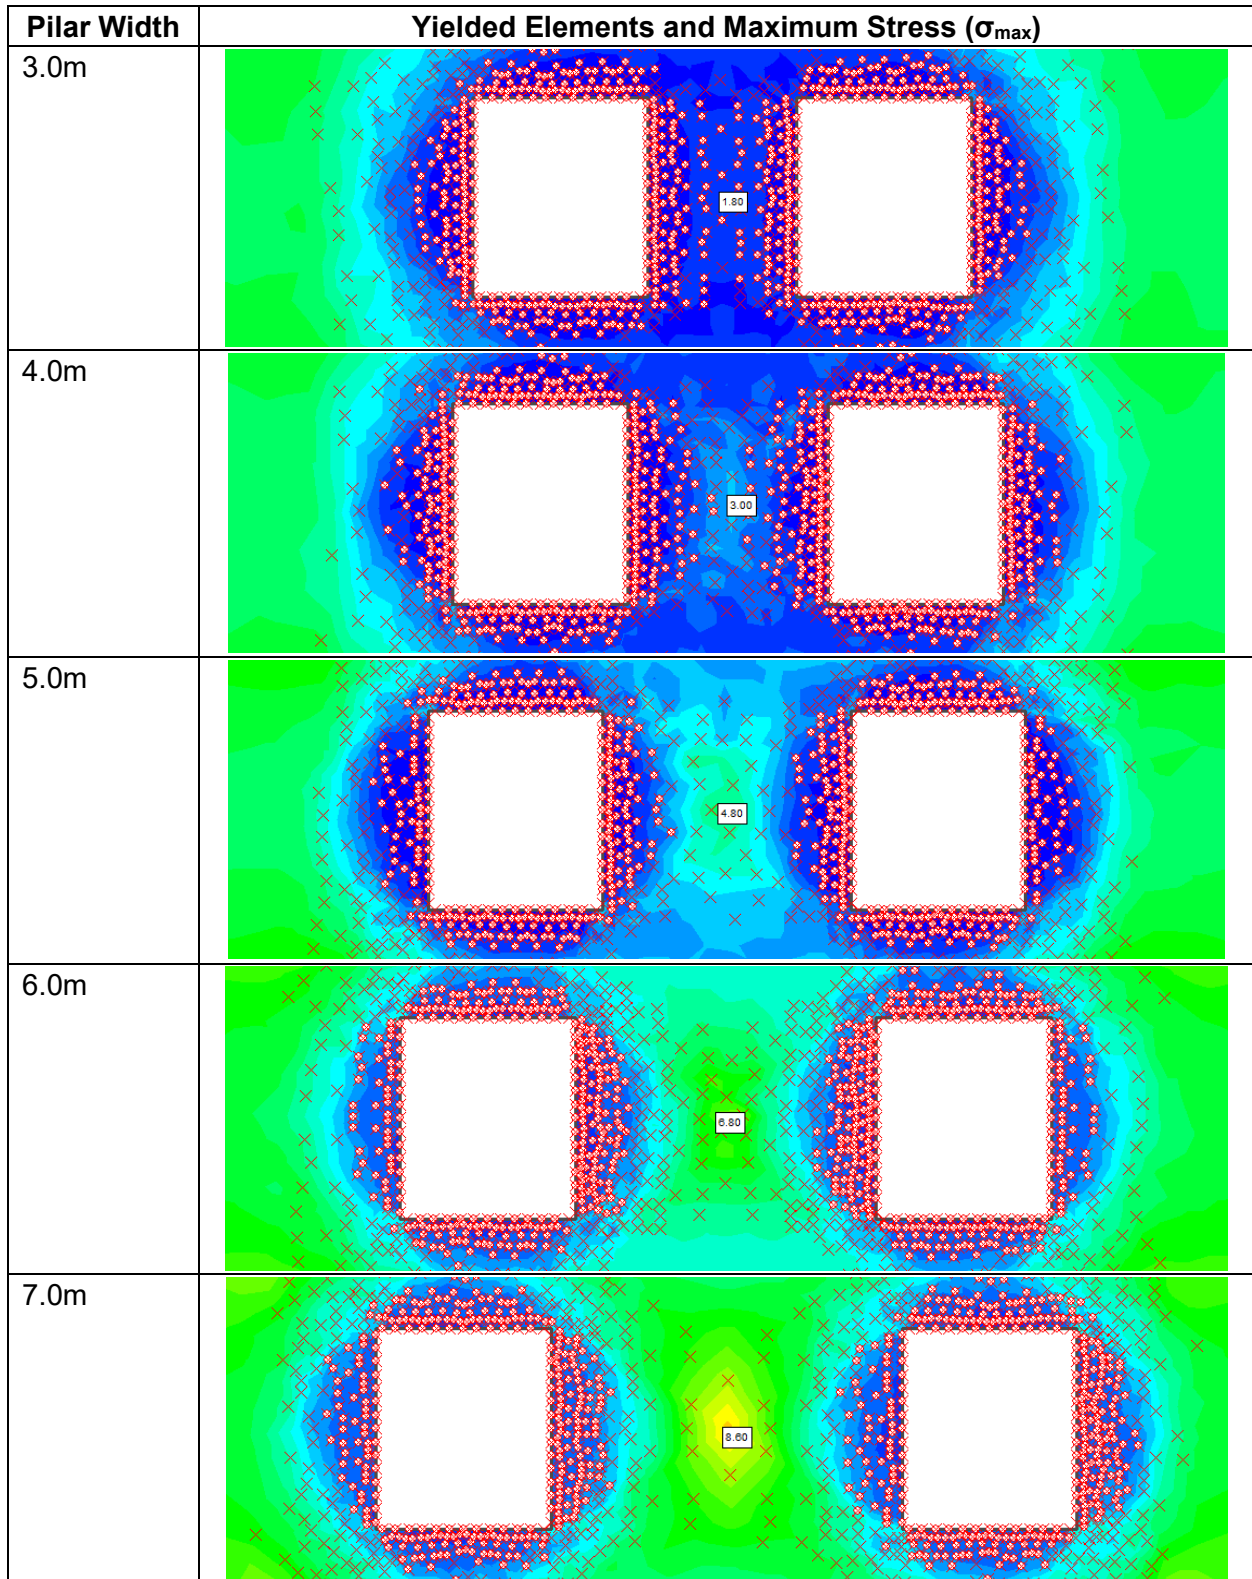 Pilar Width Yielded Elements and Maximum Stress (σmax)
3.0m
1.80
4.0m
3.00
5.0m
4.80
6.0m
6.80
7.0m
8.60